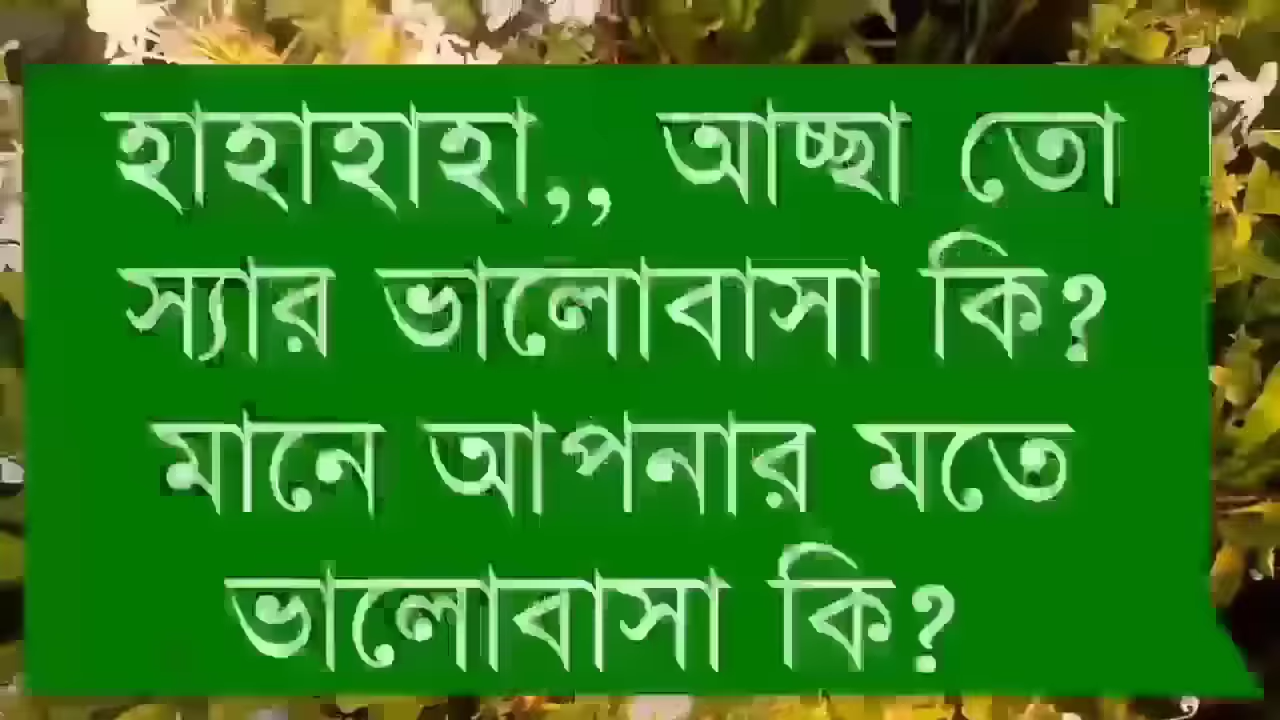 হাহাহাহা,, আচ্ছা তো
স্যার ভালোবাসা কি?
মানে আপনার মতে
ভালোবাসা কি?